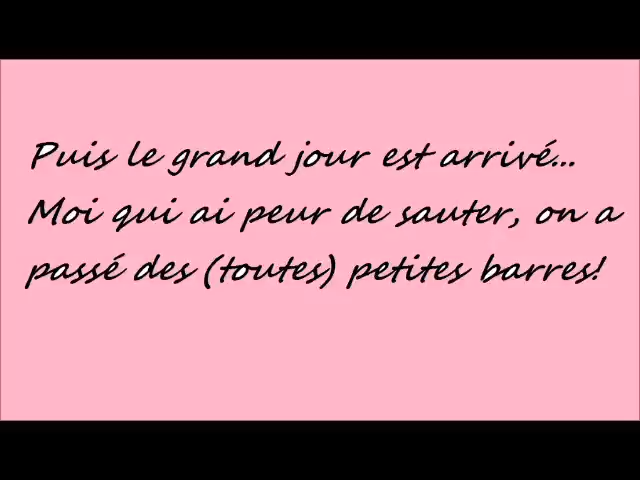 Puis le grand jour est arrivé...
Moi qui ai peur de sauter, on a
passé des (toutes) petites barres!